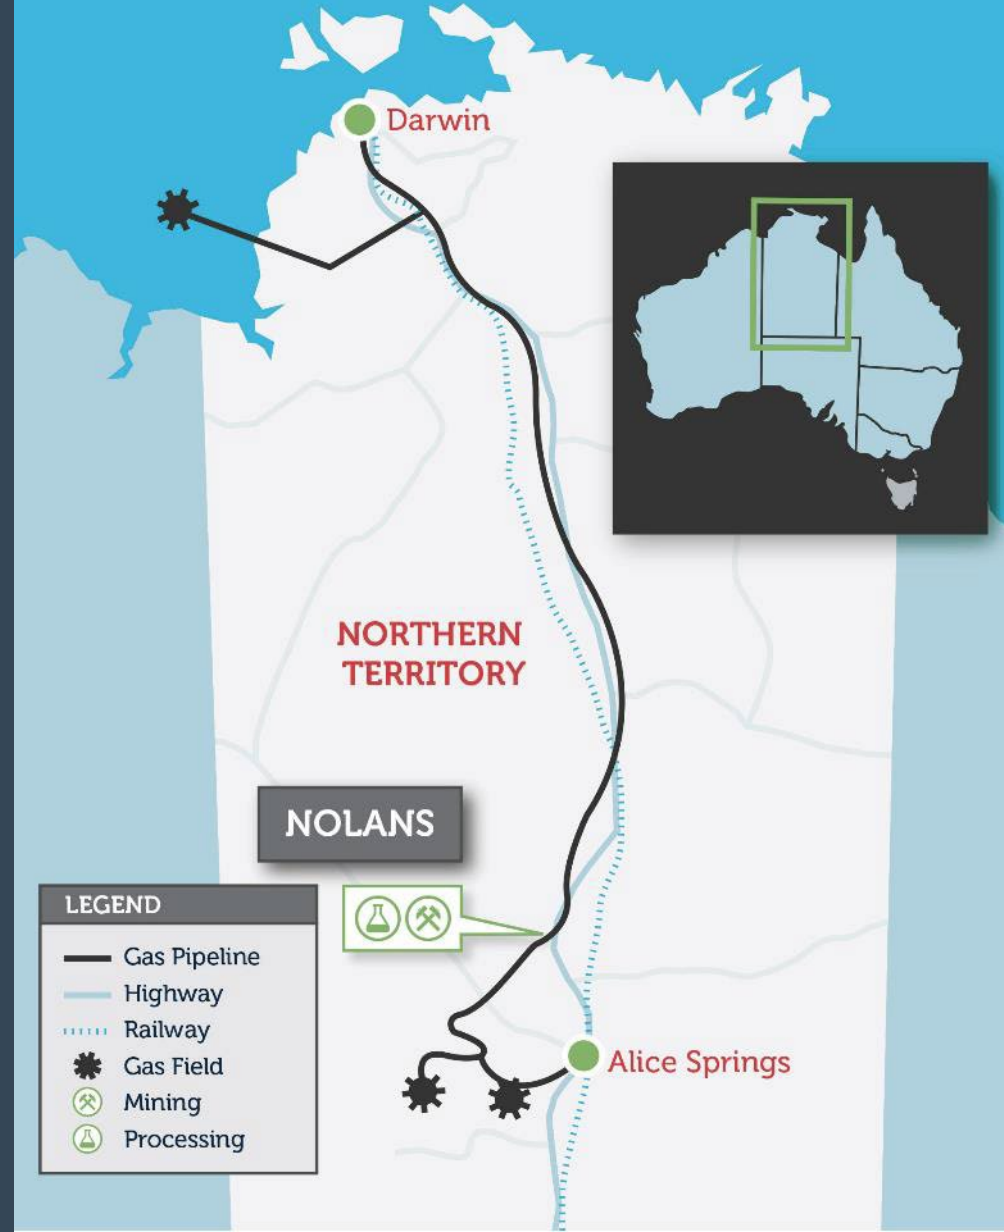 Darwin
NORTHERN
TERRITORY
NOLANS
LEGEND
Gas Pipeline
Highway
Railway
Gas Field
Mining
Processing
Alice Springs